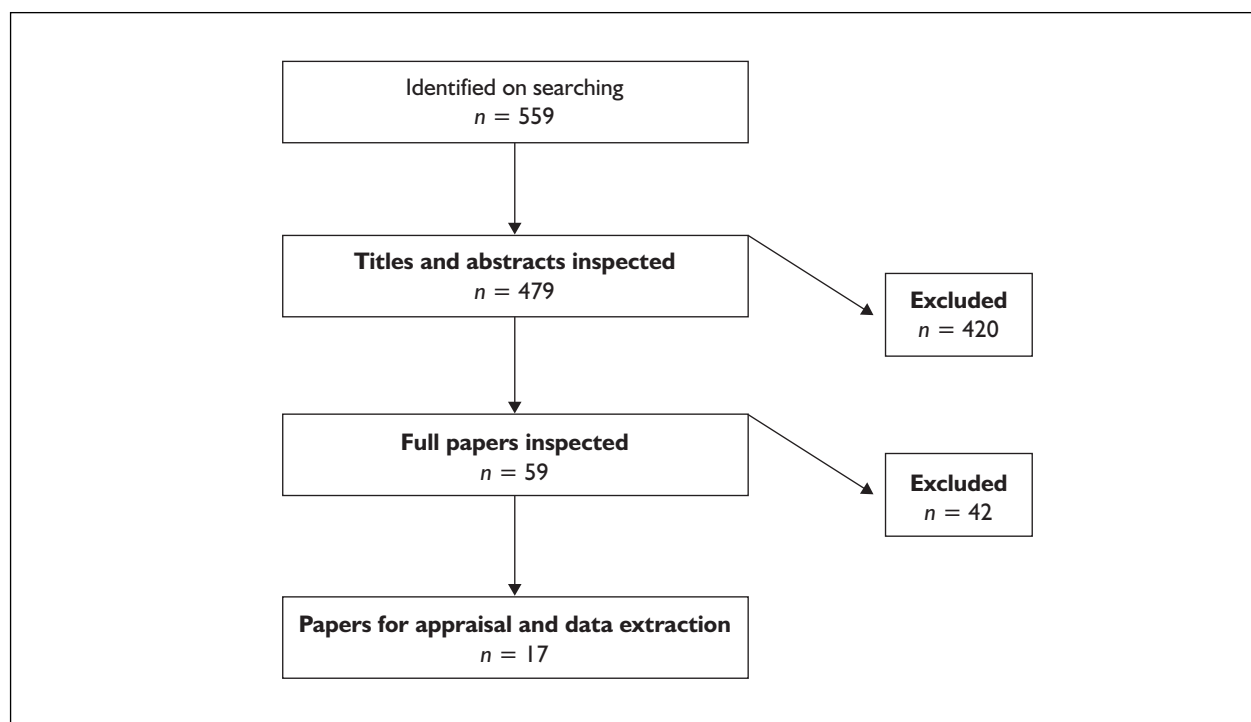 Identified on searching
n = 559
Titles and abstracts inspected
n = 479
Excluded
n = 420
Full papers inspected
n = 59
Excluded
n = 42
Papers for appraisal and data extraction
n = 17